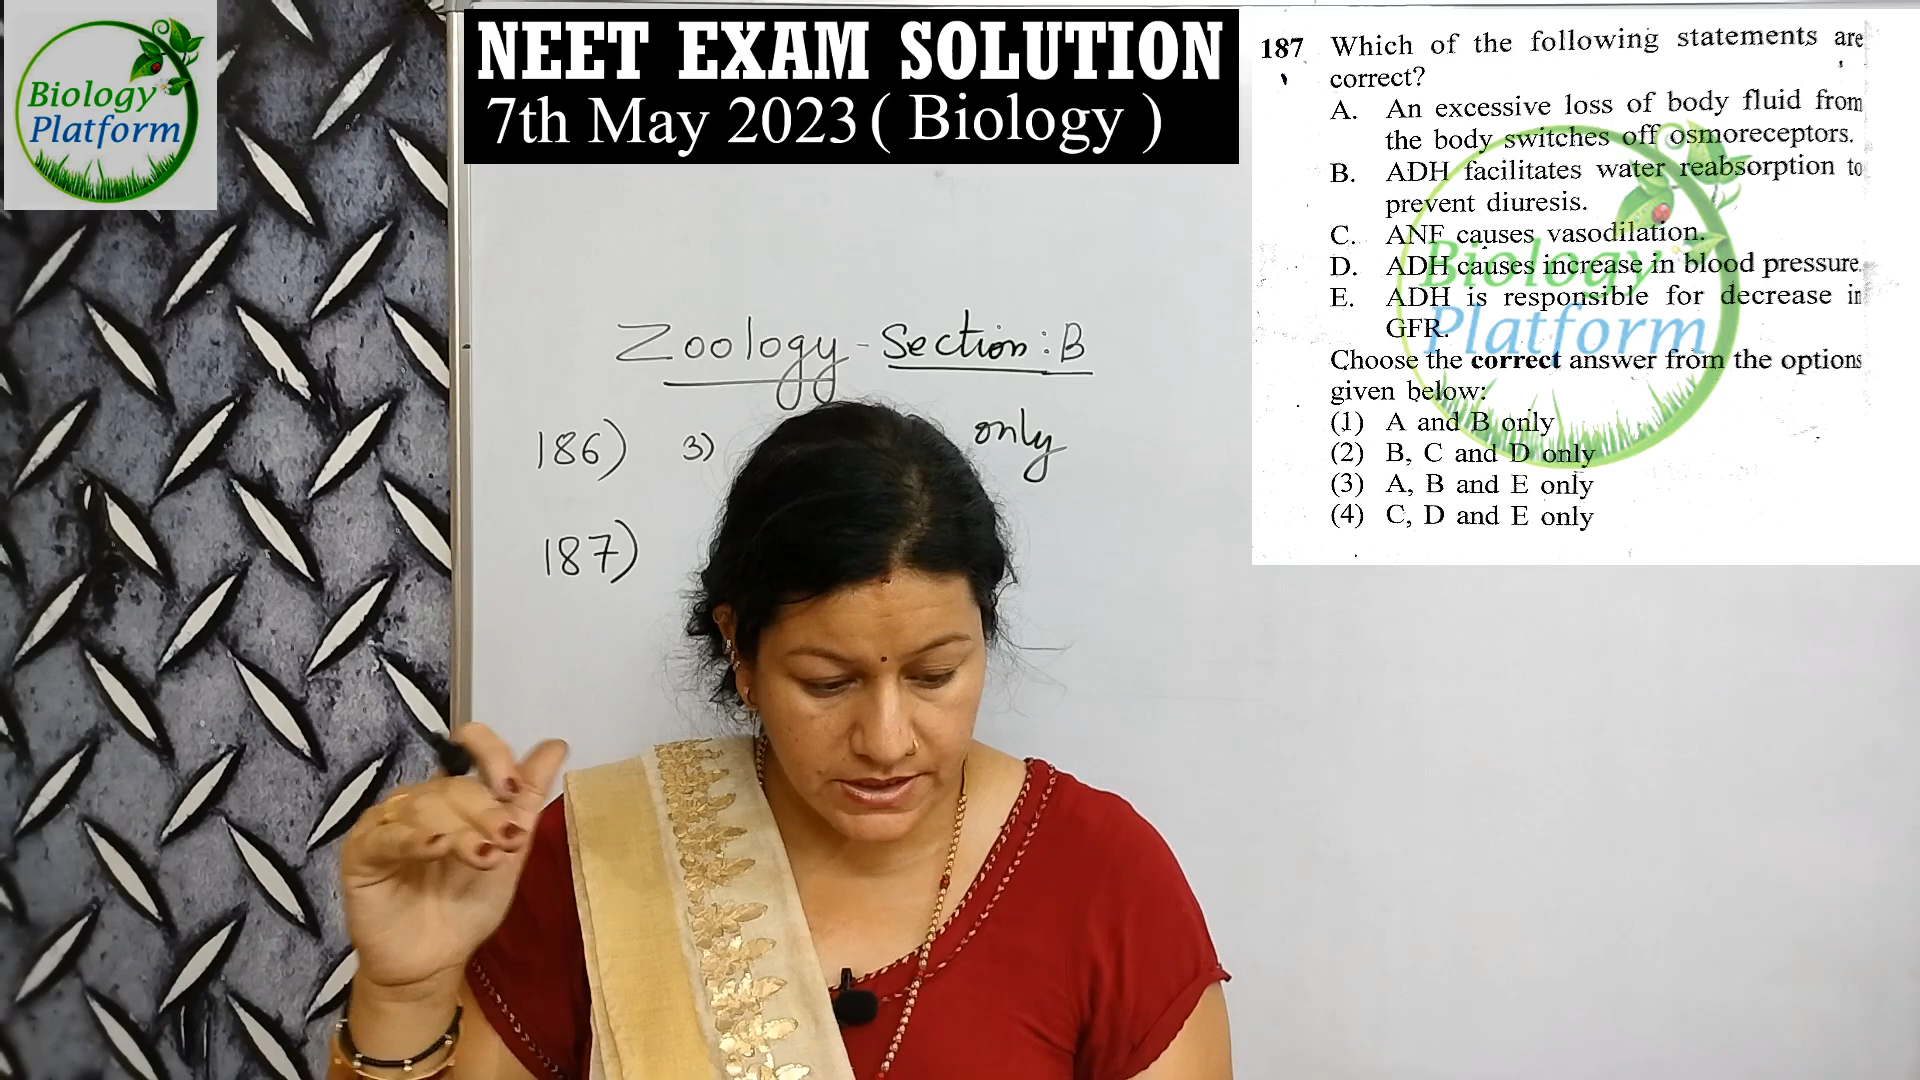 Biology
Platform
NEET EXAM SOLUTION
7th May 2023 ( Biology )
Zoology - Section : B
186) 3) only
187)
187 Which of the following statements are
correct?
A. An excessive loss of body fluid from
the body switches off osmoreceptors.
B. ADH facilitates water reabsorption to
prevent diuresis.
C. ANF causes vasodilation.
D. ADH causes increase in blood pressure.
E. ADH is responsible for decrease in
GFR.
Choose the correct answer from the options
given below:
(1) A and B only
(2) B, C and D only
(3) A, B and E only
(4) C, D and E only
Biology
Platform